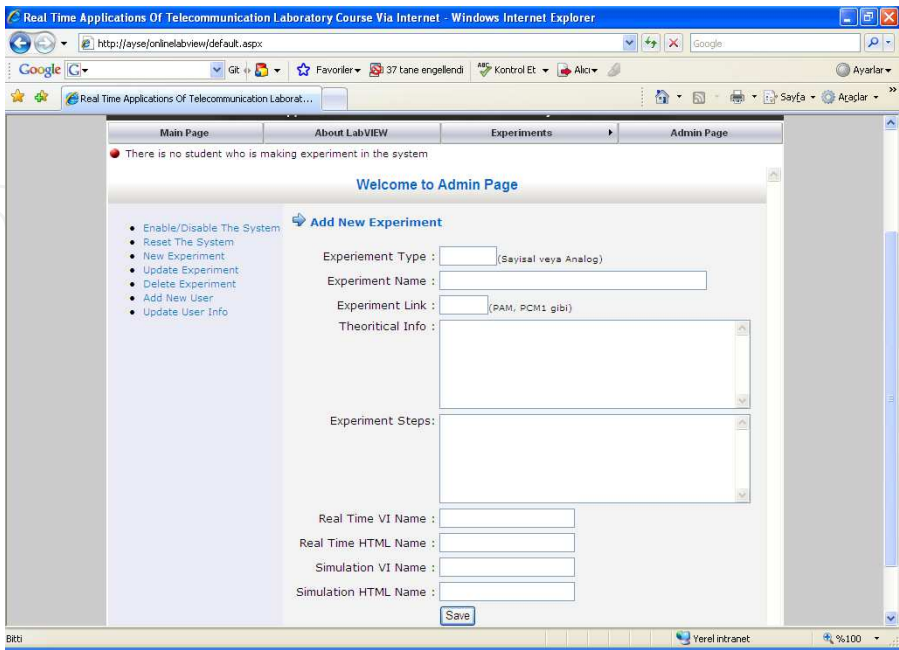 Real Time Applications Of Telecommunication Laboratory Course Via Internet - Windows Internet Explorer
http://ayse/onlinelabview/default.aspx
Google
Google G Git Favoriler 37 tane engellendi ABC Kontrol Et Alıcı Ayarlar
Real Time Applications Of Telecommunication Laborat... Sayfa Araçlar »
Main Page About LabVIEW Experiments Admin Page
There is no student who is making experiment in the system
Welcome to Admin Page
Enable/Disable The System
Reset The System
New Experiment
Update Experiment
Delete Experiment
Add New User
Update User Info
Add New Experiment
Experiement Type : (Sayisal veya Analog)
Experiment Name :
Experiment Link : (PAM, PCM1 gibi)
Theoritical Info :
Experiment Steps:
Real Time VI Name :
Real Time HTML Name :
Simulation VI Name :
Simulation HTML Name :
Save
Bitti Yerel intranet %100